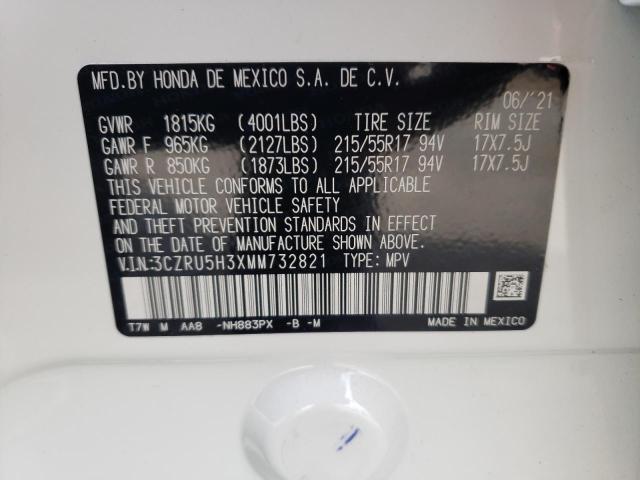 MFD.BY HONDA DE MEXICO S.A. DE C.V.
06/'21
GVWR 1815KG (4001LBS) TIRE SIZE RIM SIZE
GAWR F 965KG (2127LBS) 215/55R17 94V 17X7.5J
GAWR R 850KG (1873LBS) 215/55R17 94V 17X7.5J
THIS VEHICLE CONFORMS TO ALL APPLICABLE
FEDERAL MOTOR VEHICLE SAFETY
AND THEFT PREVENTION STANDARDS IN EFFECT
ON THE DATE OF MANUFACTURE SHOWN ABOVE.
V.I.N.:3CZRU5H3XMM732821 TYPE: MPV
T7W M AA8 -NH883PX -B -M MADE IN MEXICO